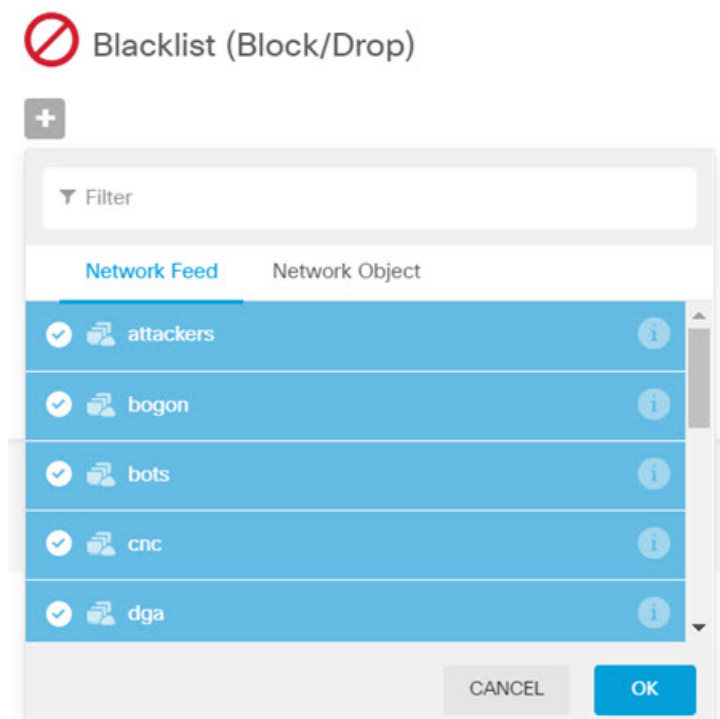 Blacklist (Block/Drop)
Filter
Network Feed Network Object
attackers
bogon
bots
cnc
dga
CANCEL OK